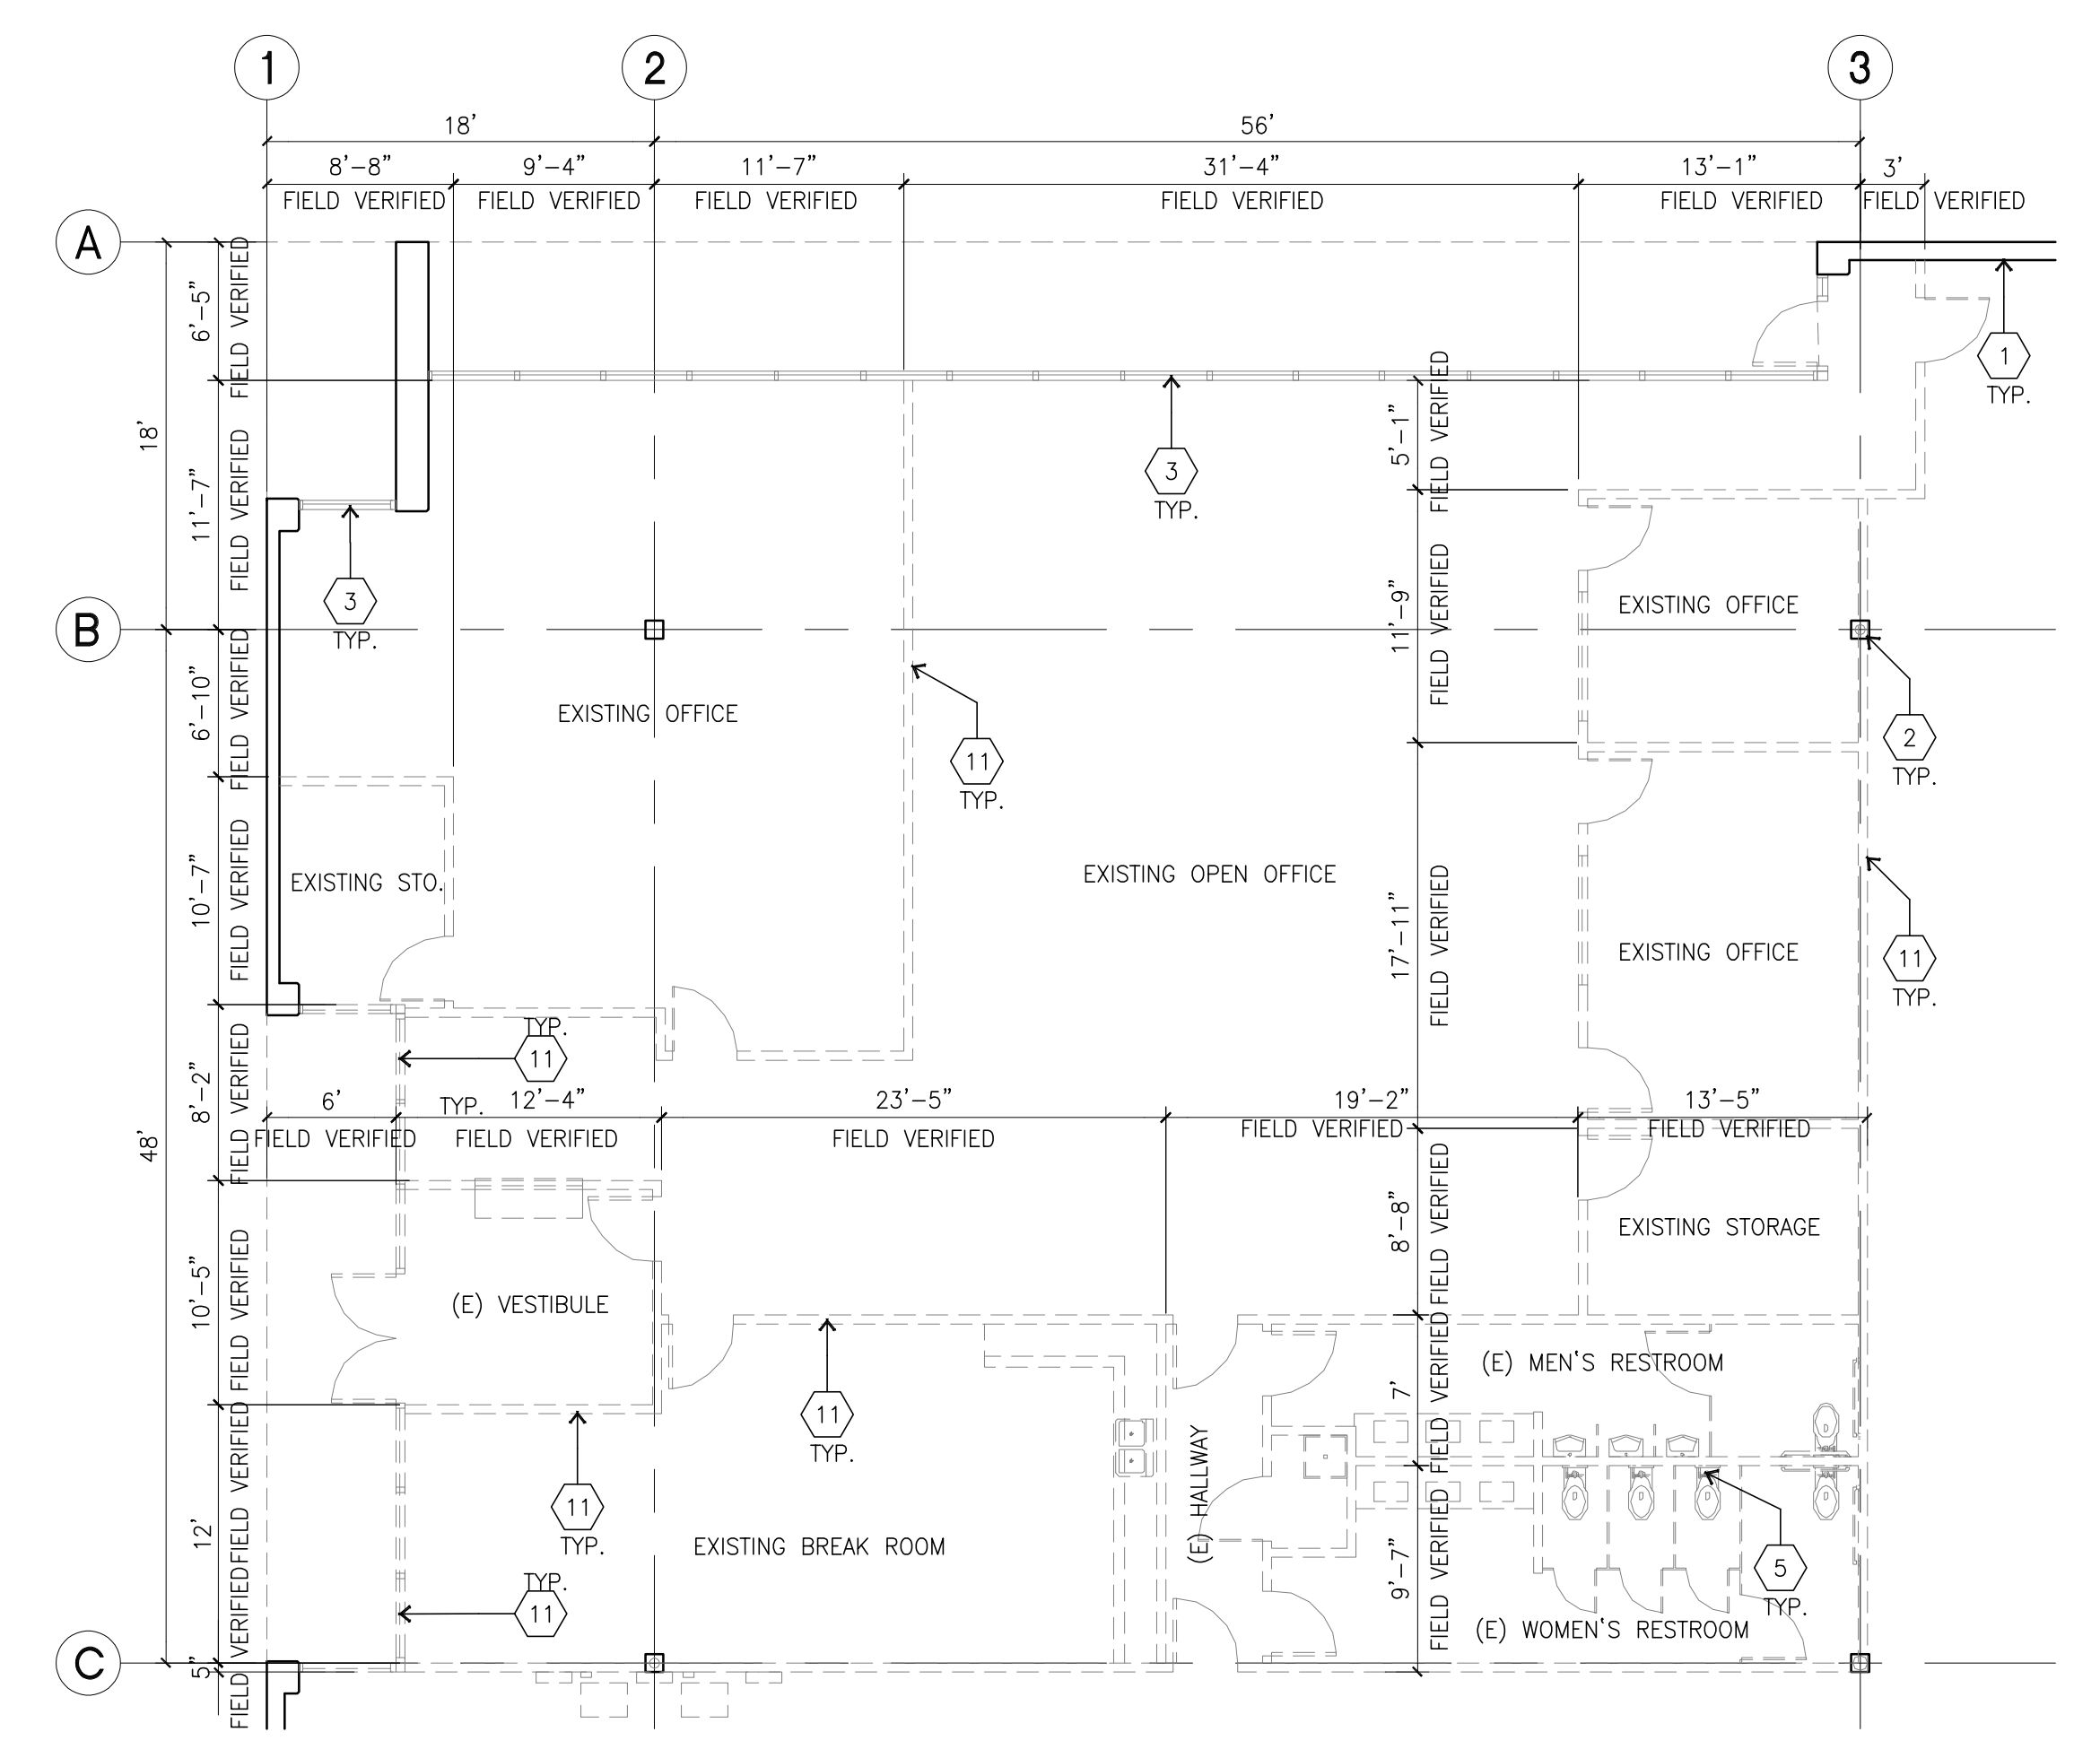 1
2
3
18'
56'
8'-8"
9'-4"
11'-7"
31'-4"
13'-1"
3'
FIELD VERIFIED
FIELD VERIFIED
FIELD VERIFIED
FIELD VERIFIED
FIELD VERIFIED
FIELD VERIFIED
A
6'-5"
FIELD VERIFIED
18'
11'-7"
FIELD VERIFIED
1
TYP.
3
TYP.
5'-1"
FIELD VERIFIED
3
TYP.
B
11'-9"
FIELD VERIFIED
EXISTING OFFICE
6'-10"
FIELD VERIFIED
EXISTING OFFICE
11
TYP.
2
TYP.
10'-7"
FIELD VERIFIED
EXISTING STO.
EXISTING OPEN OFFICE
17'-11"
FIELD VERIFIED
EXISTING OFFICE
11
TYP.
TYP.
11
48'
8'-2"
FIELD VERIFIED
6'
TYP.
12'-4"
23'-5"
19'-2"
13'-5"
FIELD VERIFIED
FIELD VERIFIED
FIELD VERIFIED
FIELD VERIFIED
FIELD VERIFIED
8'-8"
FIELD VERIFIED
EXISTING STORAGE
10'-5"
FIELD VERIFIED
(E) VESTIBULE
11
TYP.
7'
FIELD VERIFIED
(E) MEN'S RESTROOM
11
TYP.
12'
FIELD VERIFIED
EXISTING BREAK ROOM
(E) HALLWAY
9'-7"
FIELD VERIFIED
5
TYP.
TYP.
11
(E) WOMEN'S RESTROOM
C
5"
FIELD VERIFIED